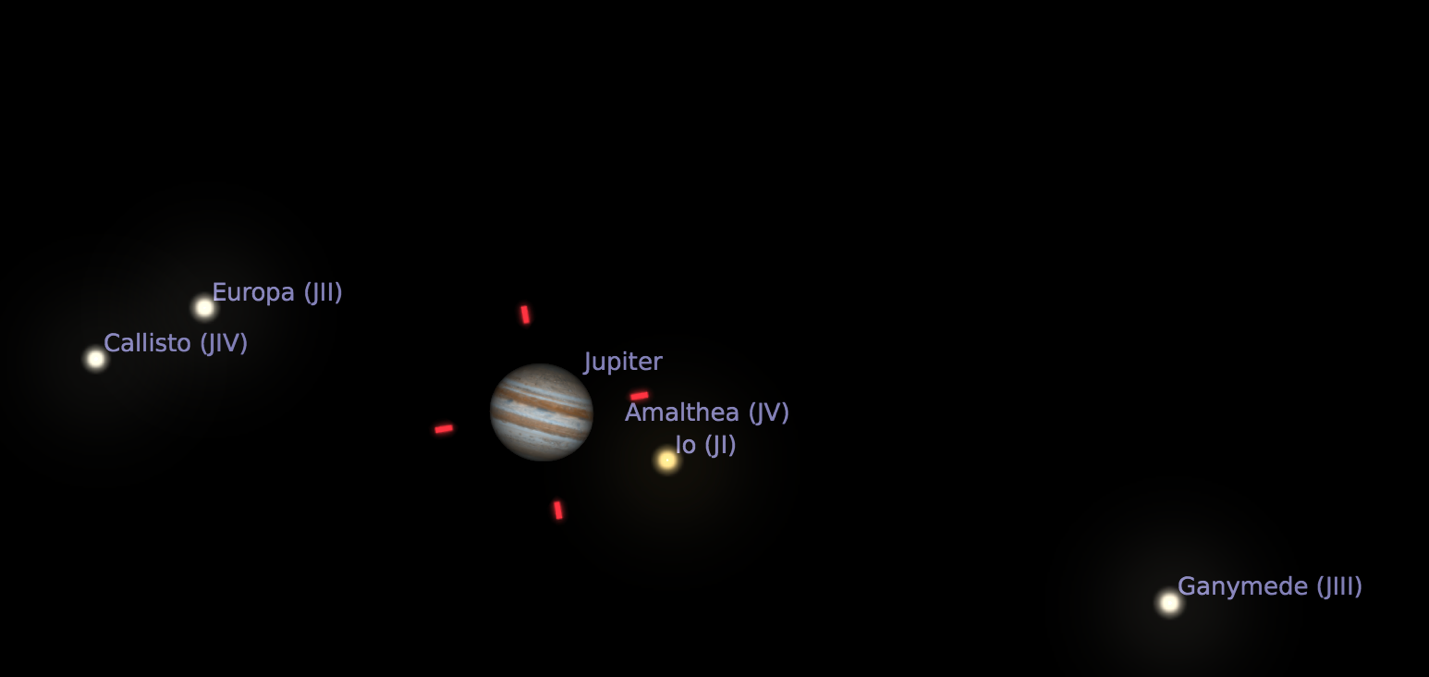 Europa (JII)
Callisto (JIV)
Jupiter
Amalthea (JV)
Io (JI)
Ganymede (JIII)